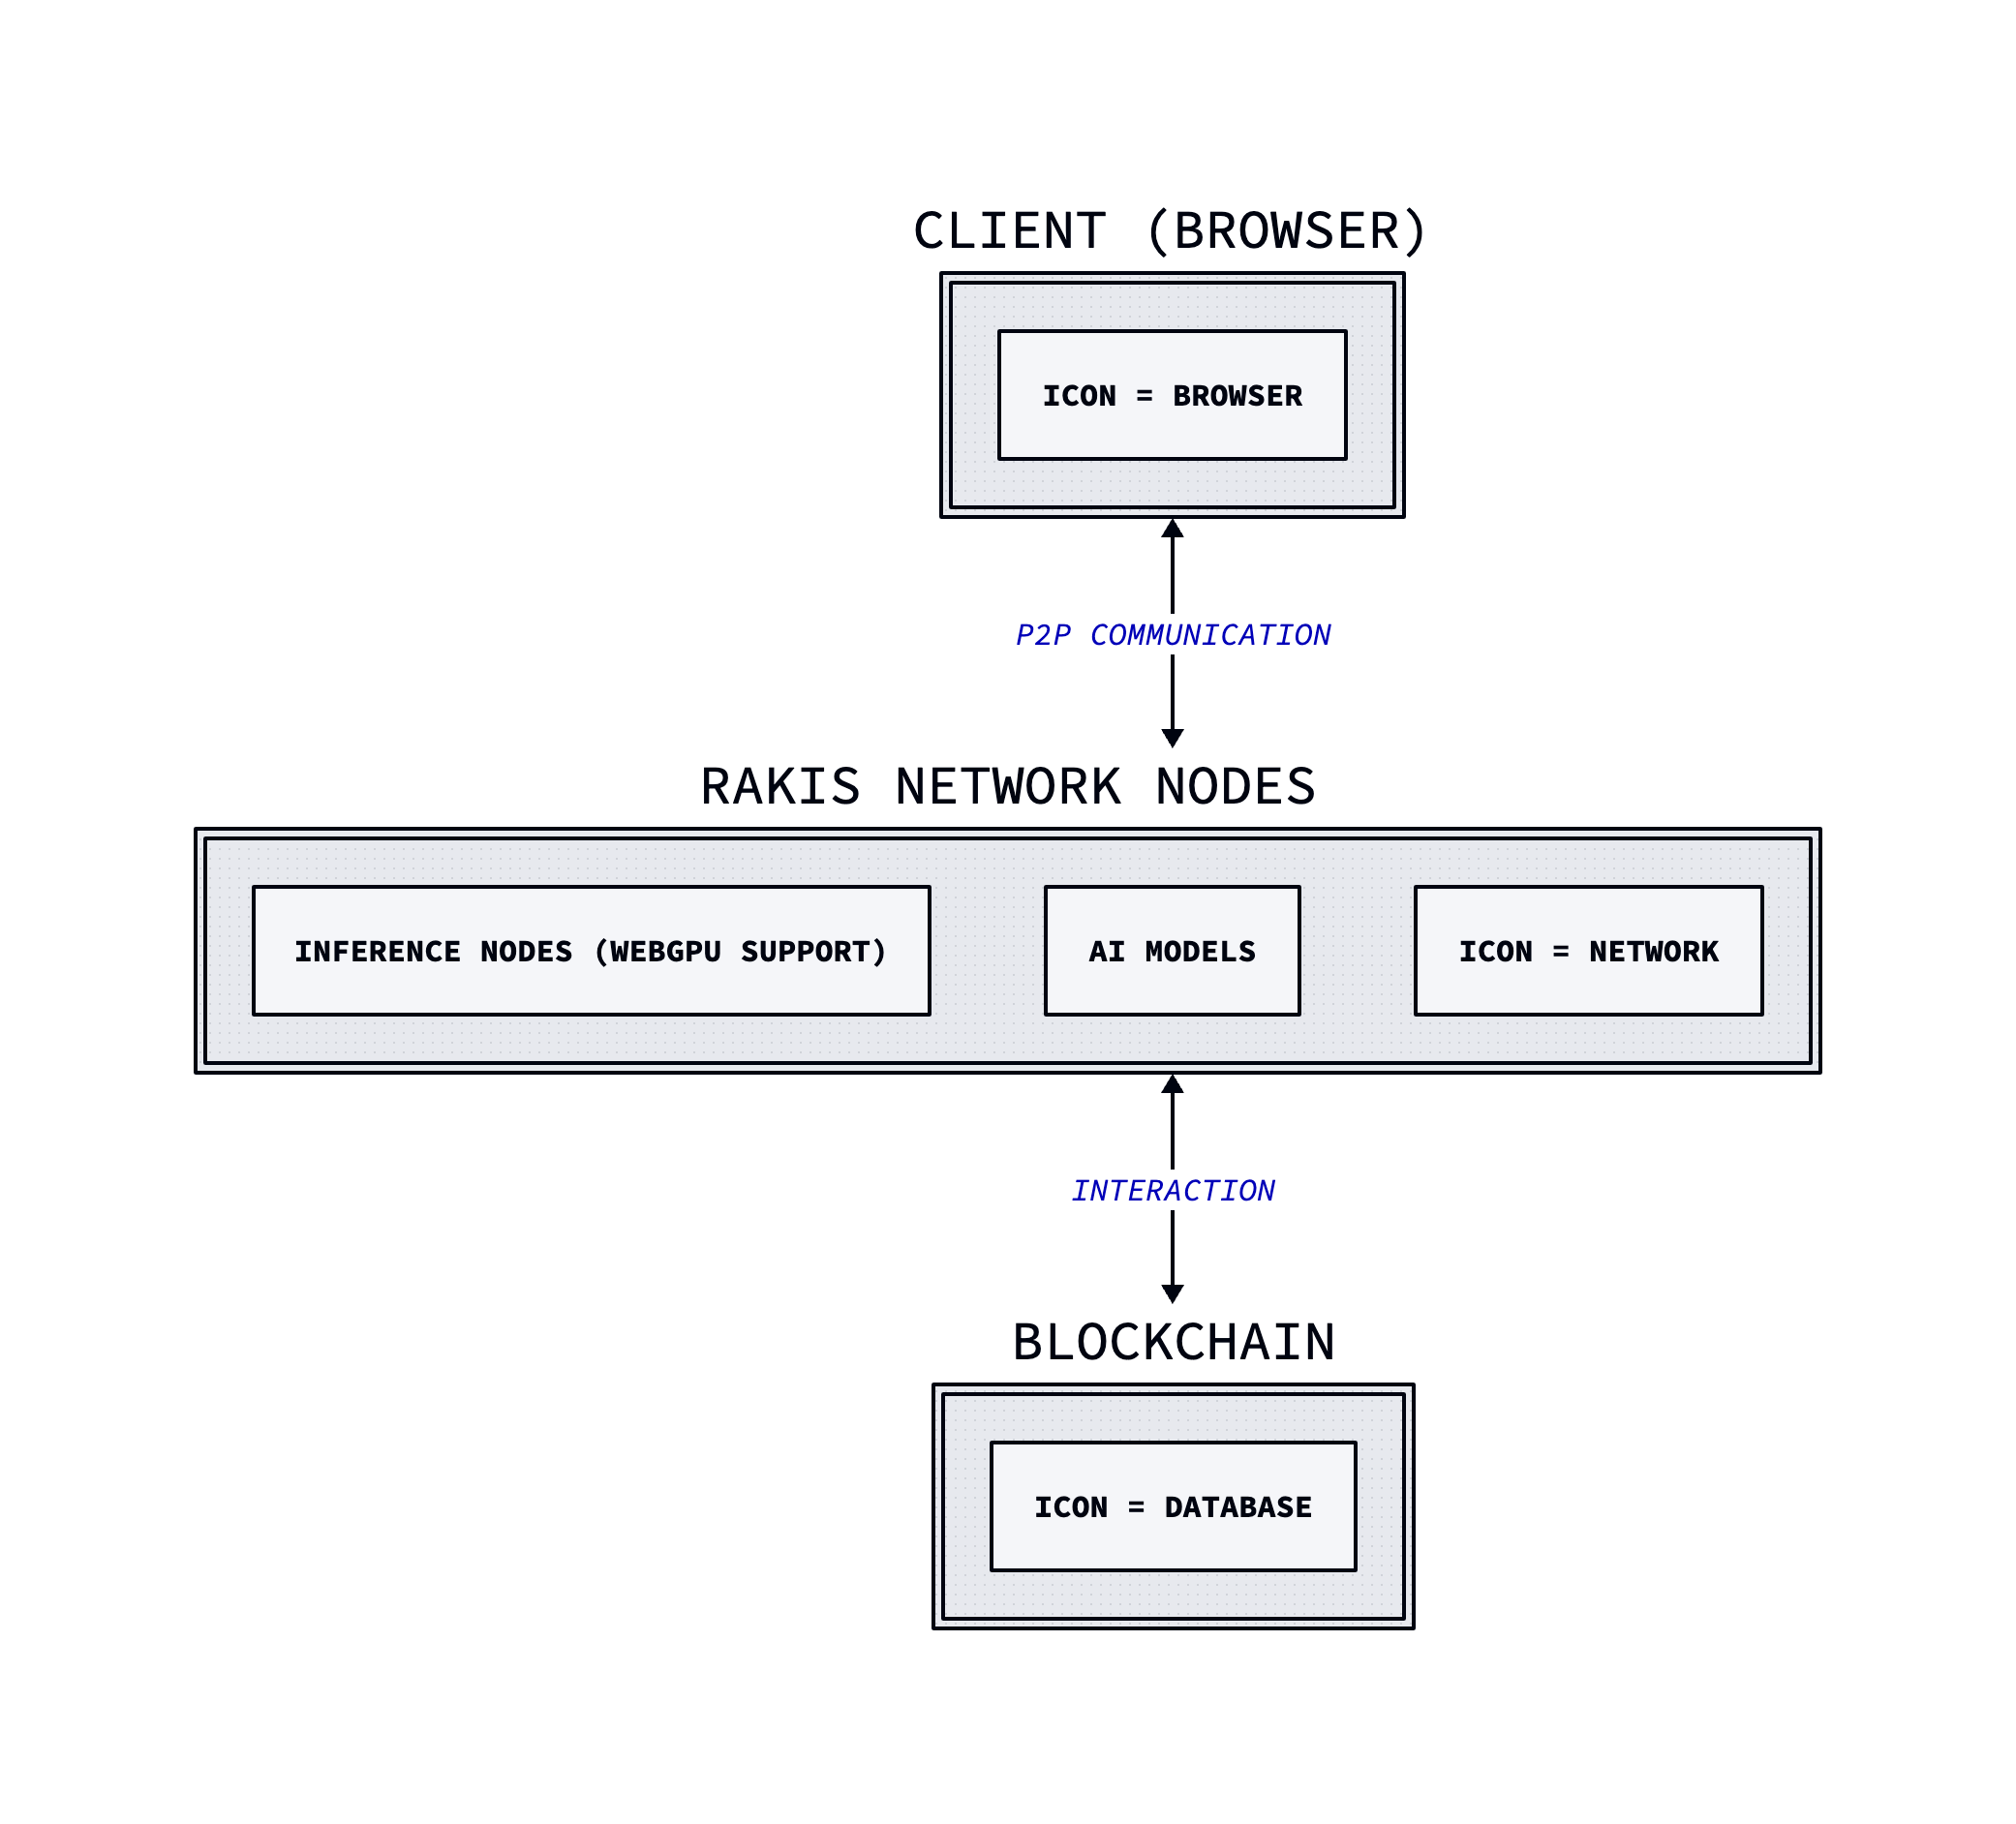 CLIENT (BROWSER)
ICON = BROWSER
P2P COMMUNICATION
RAKIS NETWORK NODES
INFERENCE NODES (WEBGPU SUPPORT)
AI MODELS
ICON = NETWORK
INTERACTION
BLOCKCHAIN
ICON = DATABASE